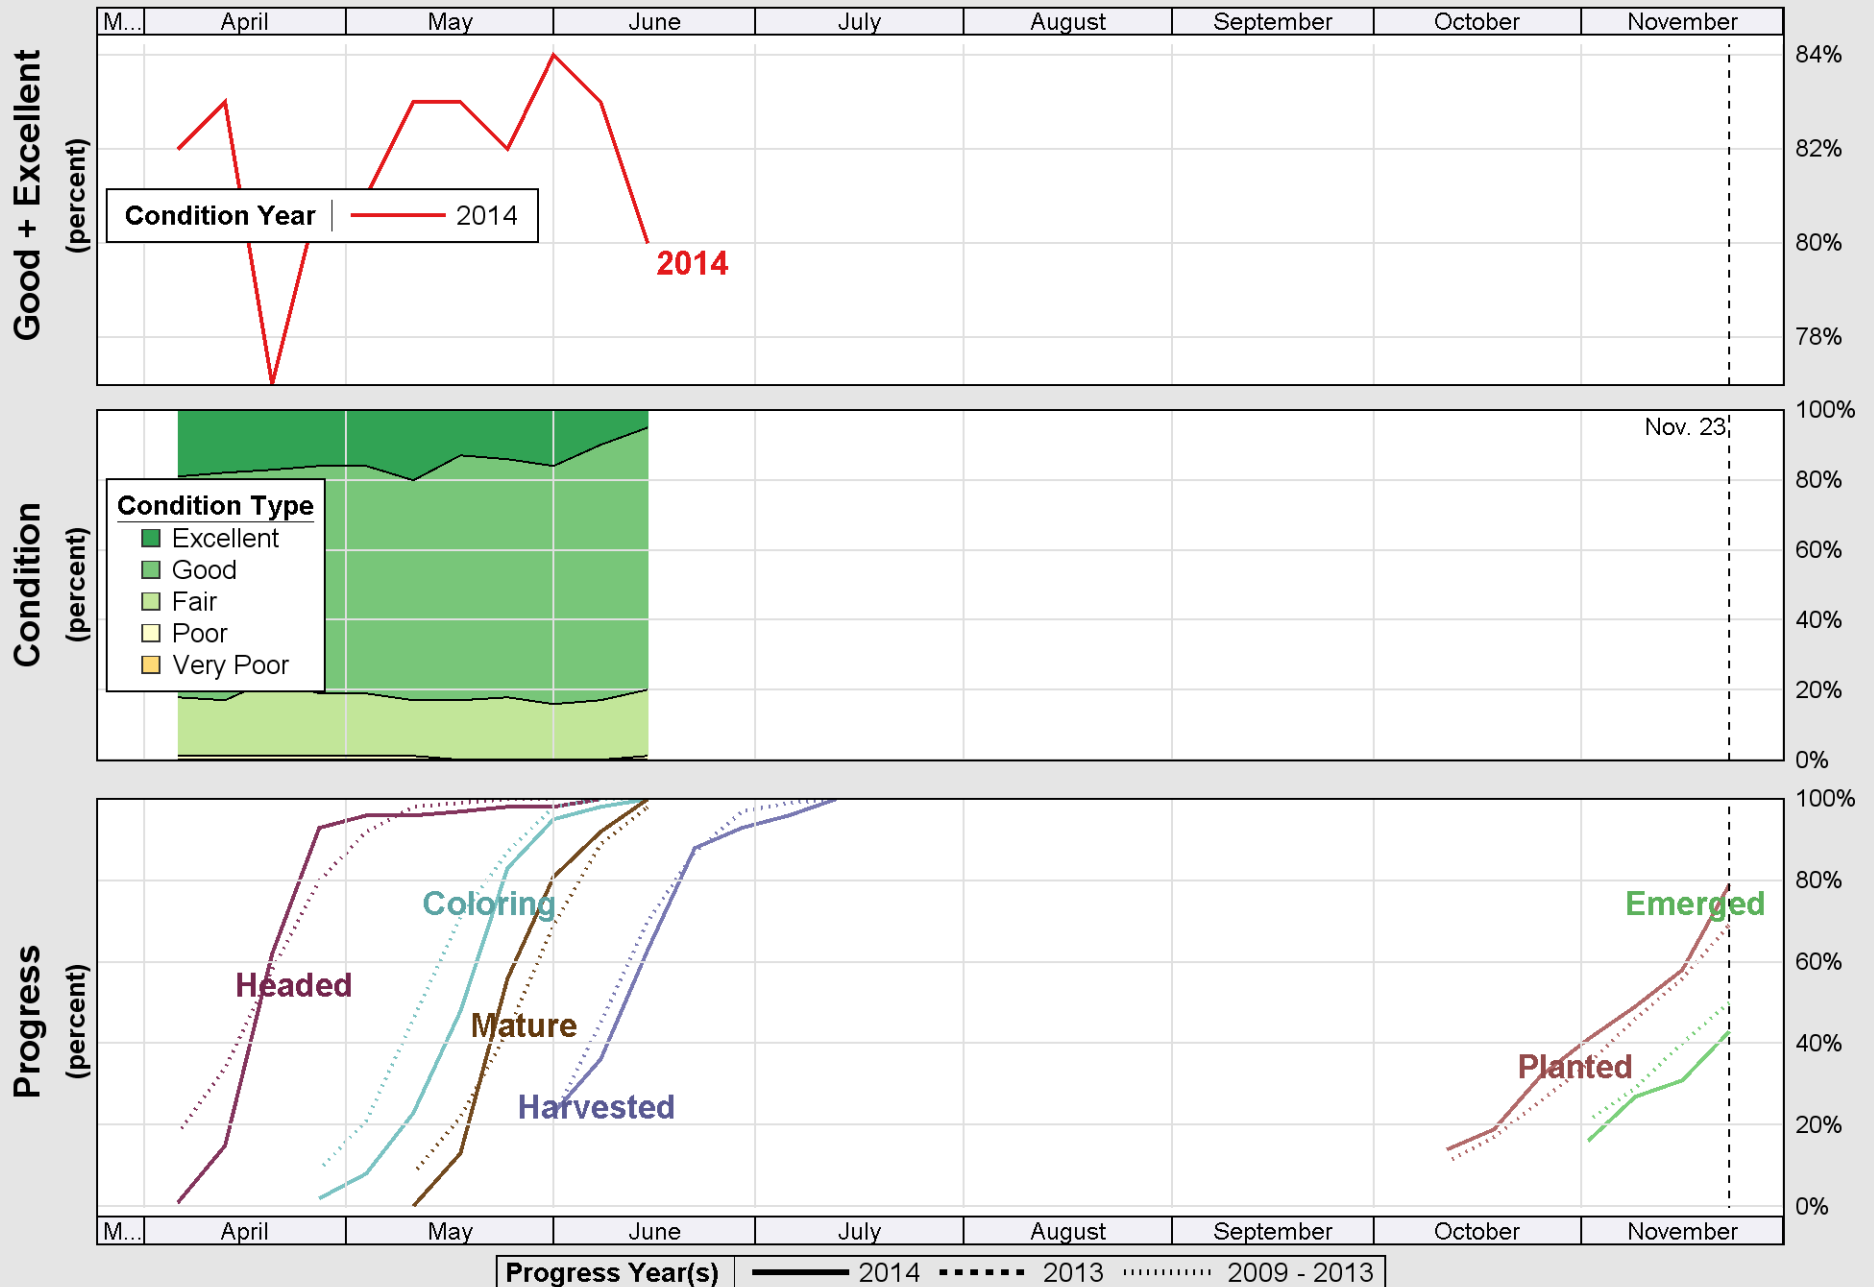 M... April May June July August September October November
Good + Excellent
(percent)
84%
82%
80%
78%
Condition Year 2014
2014
Condition
(percent)
100%
80%
60%
40%
20%
0%
Nov. 23
Condition Type
Excellent
Good
Fair
Poor
Very Poor
Progress
(percent)
100%
80%
60%
40%
20%
0%
Coloring
Emerged
Headed
Mature
Planted
Harvested
M... April May June July August September October November
Progress Year(s) 2014 2013 2009 - 2013